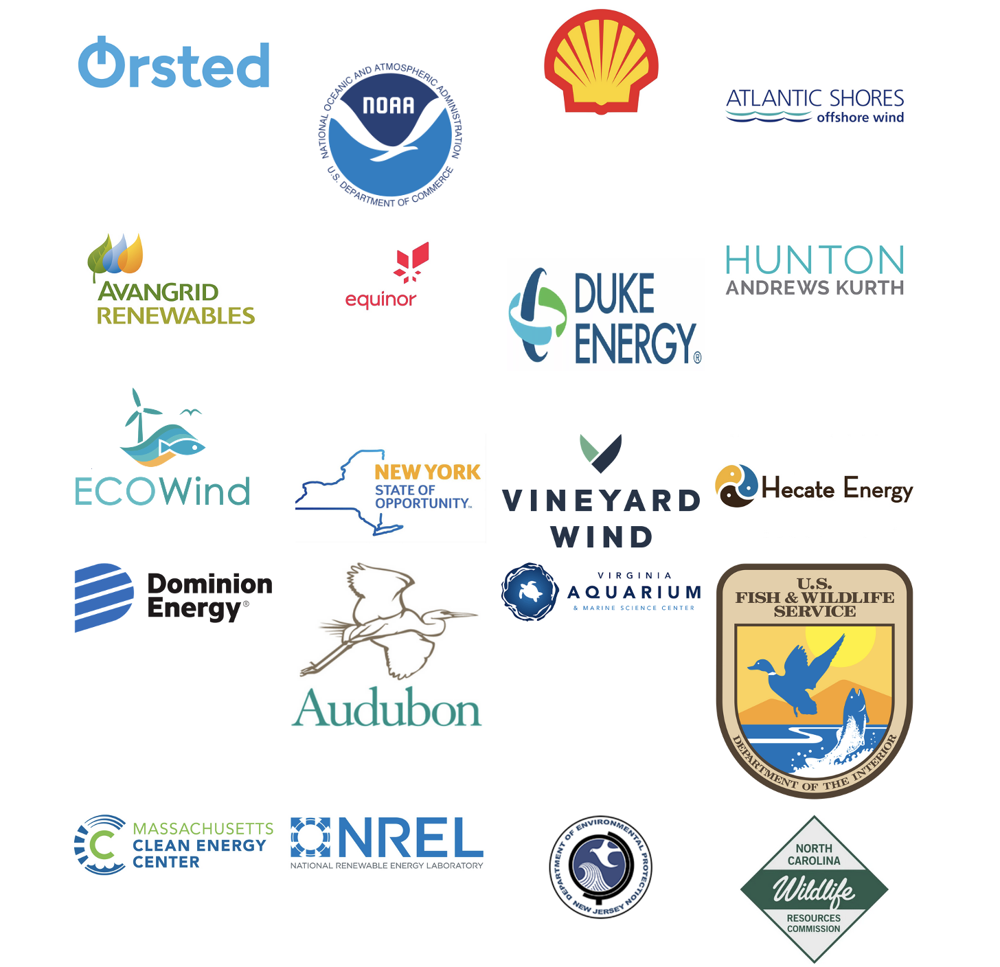 Ørsted
NATIONAL OCEANIC AND ATMOSPHERIC ADMINISTRATION
NOAA
U.S. DEPARTMENT OF COMMERCE
ATLANTIC SHORES
offshore wind
AVANGRID
RENEWABLES
equinor
DUKE
ENERGY®
HUNTON
ANDREWS KURTH
ECOWind
NEW YORK
STATE OF
OPPORTUNITY™
VINEYARD
WIND
Hecate Energy
Dominion
Energy®
Audubon
VIRGINIA
AQUARIUM
& MARINE SCIENCE CENTER
U.S.
FISH & WILDLIFE
SERVICE
DEPARTMENT OF THE INTERIOR
MASSACHUSETTS
CLEAN ENERGY
CENTER
NREL
NATIONAL RENEWABLE ENERGY LABORATORY
DEPARTMENT OF ENVIRONMENTAL PROTECTION
NEW JERSEY
NORTH
CAROLINA
Wildlife
RESOURCES
COMMISSION